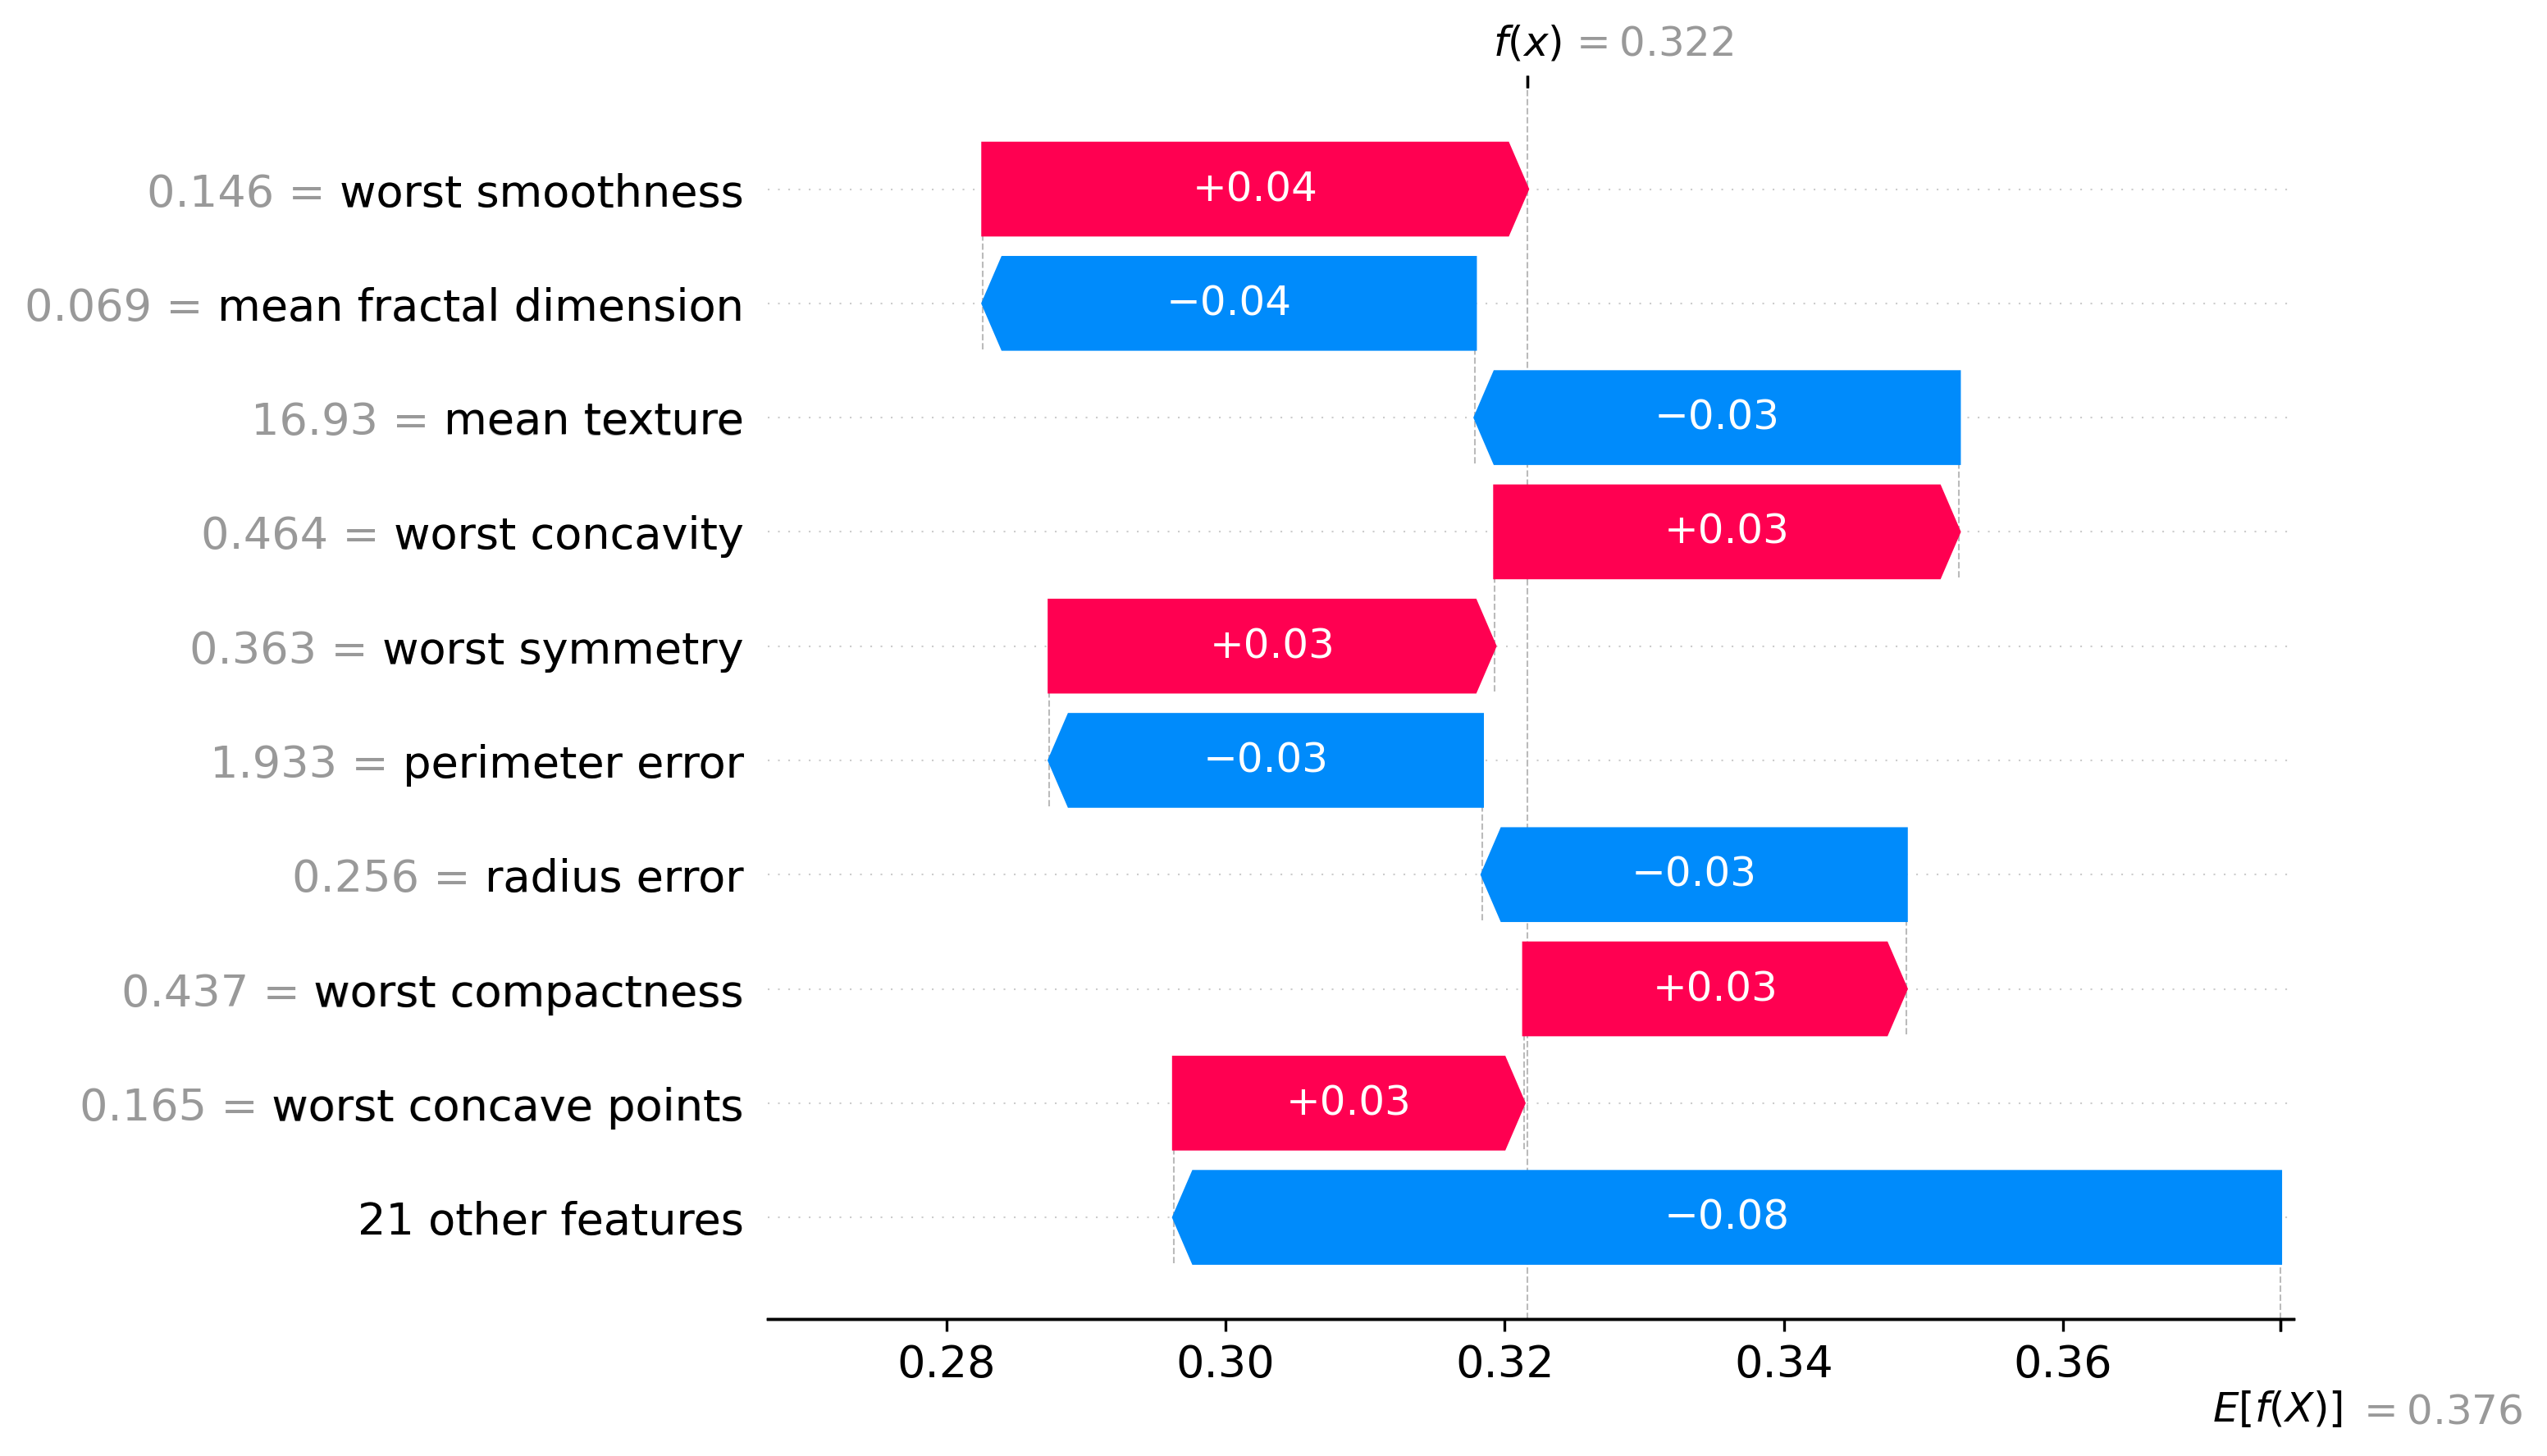 f(x) = 0.322
0.146 = worst smoothness
+0.04
0.069 = mean fractal dimension
−0.04
16.93 = mean texture
−0.03
0.464 = worst concavity
+0.03
0.363 = worst symmetry
+0.03
1.933 = perimeter error
−0.03
0.256 = radius error
−0.03
0.437 = worst compactness
+0.03
0.165 = worst concave points
+0.03
21 other features
−0.08
0.28 0.30 0.32 0.34 0.36
E[f(X)] = 0.376